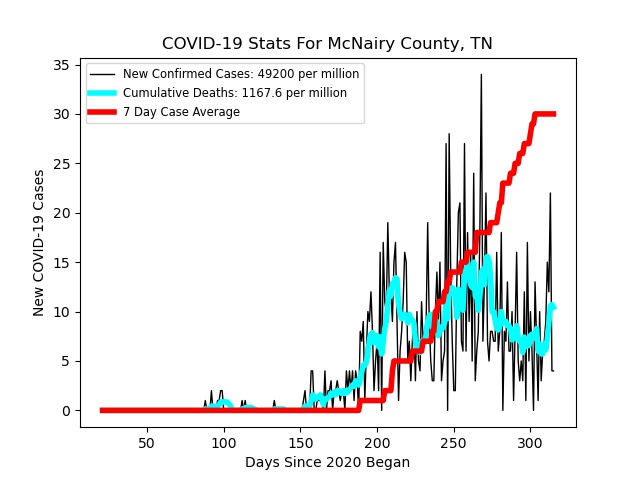 COVID-19 Stats For McNairy County, TN
New Confirmed Cases: 49200 per million
Cumulative Deaths: 1167.6 per million
7 Day Case Average
New COVID-19 Cases
35
30
25
20
15
10
5
0
50
100
150
200
250
300
Days Since 2020 Began